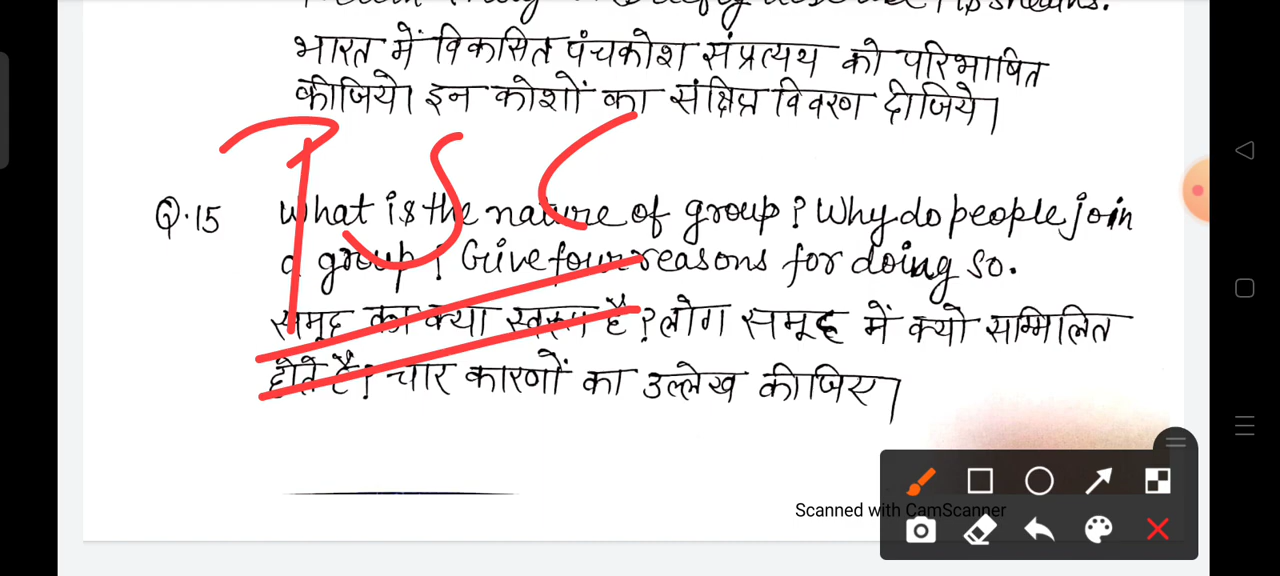 भारत में विकसित पंचकोश संप्रत्यय को परिभाषित
कीजिये। इन कोशों का संक्षिप्त विवरण दीजिये।
PSC
Q.15 What is the nature of group? Why do people join
a group? Give four reasons for doing so.
समूह का क्या स्वरूप है? लोग समूह में क्यो सम्मिलित
होते है? चार कारणों का उल्लेख कीजिए।
Scanned with CamScanner